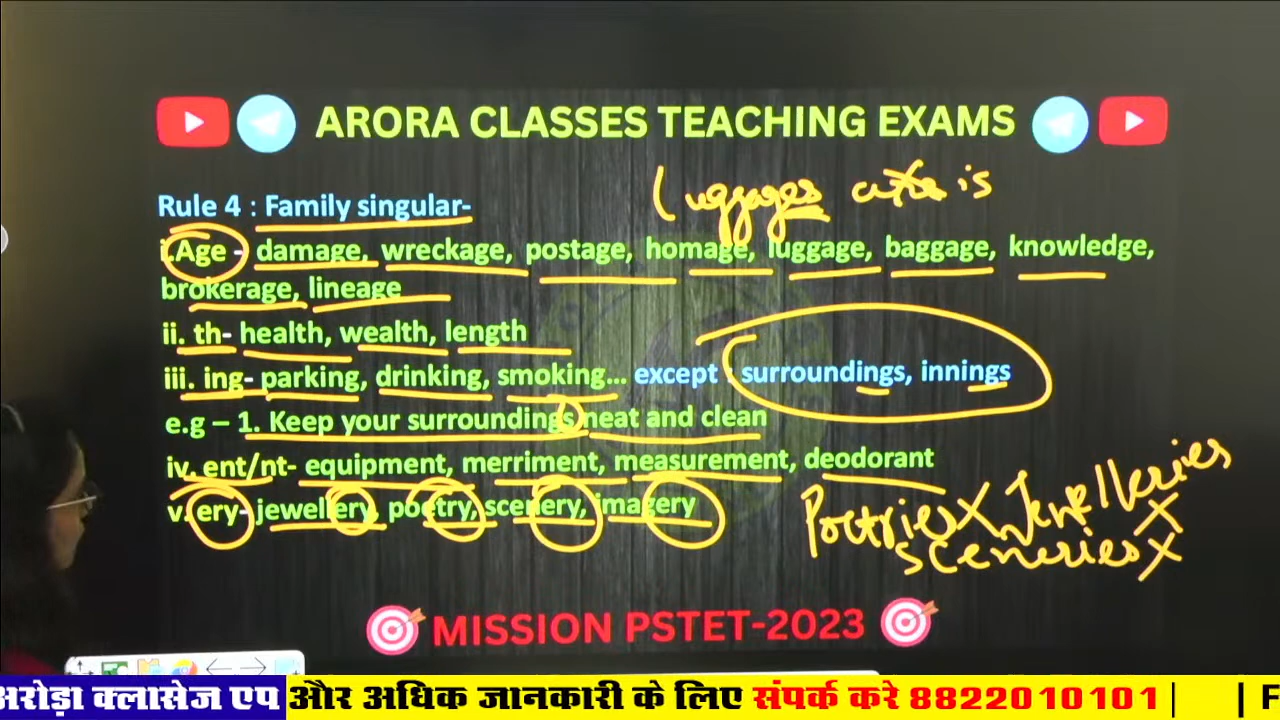 ARORA CLASSES TEACHING EXAMS
luggages are is
Rule 4 : Family singular-
i.Age - damage, wreckage, postage, homage, luggage, baggage, knowledge,
brokerage, lineage
ii. th- health, wealth, length
iii. ing- parking, drinking, smoking... except : surroundings, innings
e.g – 1. Keep your surroundings neat and clean
iv. ent/nt- equipment, merriment, measurement, deodorant
v. ery- jewellery, poetry, scenery, imagery
Poetries X Jewelleries X
sceneries X
MISSION PSTET-2023
अरोड़ा क्लासेज एप और अधिक जानकारी के लिए संपर्क करे 8822010101 | | F